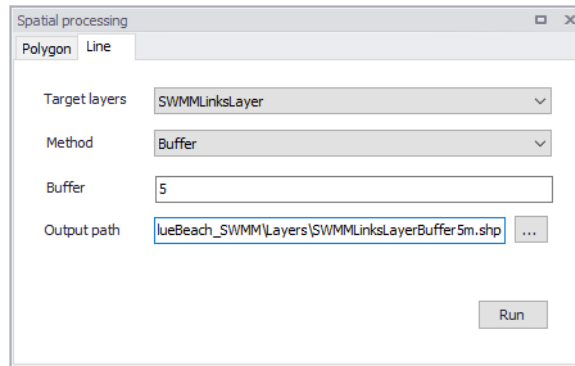 Spatial processing
Polygon Line
Target layers SWMMLinksLayer
Method Buffer
Buffer 5
Output path lueBeach_SWMM\Layers\SWMMLinksLayerBuffer5m.shp ...
Run